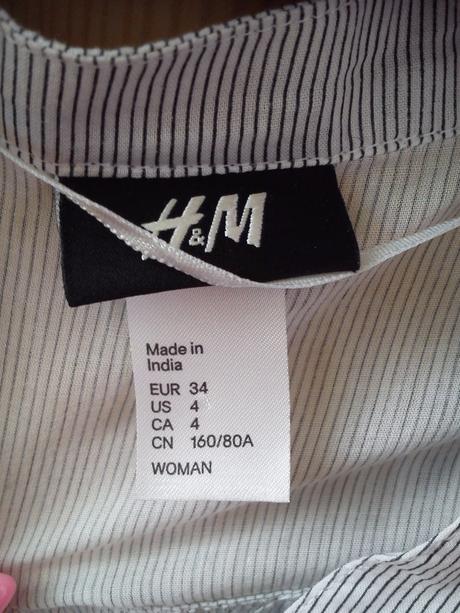 H&M
Made in
India
EUR 34
US 4
CA 4
CN 160/80A
WOMAN